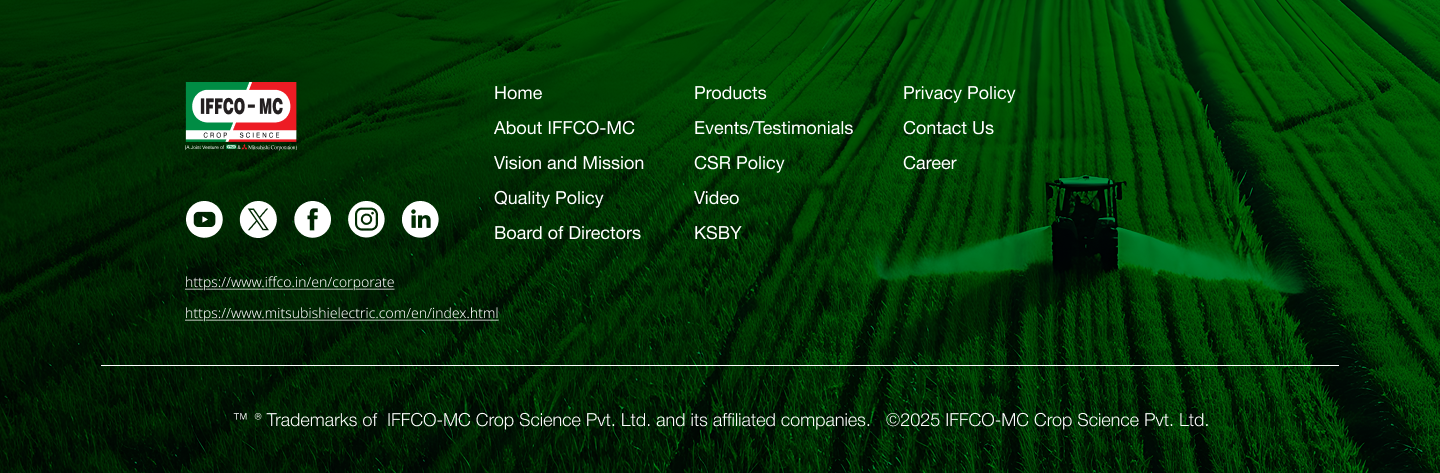 IFFCO - MC
CROP SCIENCE
(A Joint Venture of & Mitsubishi Corporation)
https://www.iffco.in/en/corporate
https://www.mitsubishielectric.com/en/index.html
Home
About IFFCO-MC
Vision and Mission
Quality Policy
Board of Directors
Products
Events/Testimonials
CSR Policy
Video
KSBY
Privacy Policy
Contact Us
Career
™ ® Trademarks of IFFCO-MC Crop Science Pvt. Ltd. and its affiliated companies. ©2025 IFFCO-MC Crop Science Pvt. Ltd.